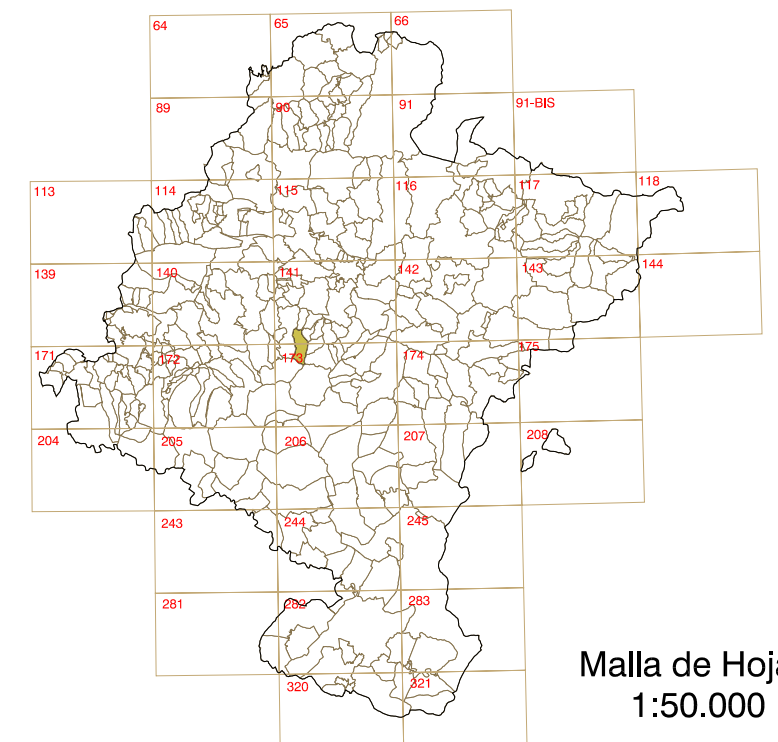 64 65 66
89 90 91 91-BIS
113 114 115 116 117 118
139 140 141 142 143 144
171 172 173 174 175
204 205 206 207 208
243 244 245
281 282 283
320 321
Malla de Hoja
1:50.000